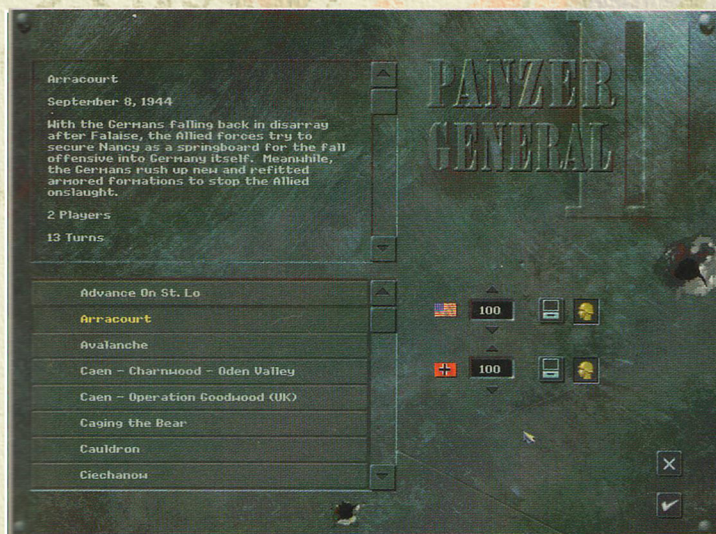 Arracourt
September 8, 1944
With the Germans falling back in disarray
after Falaise, the Allied forces try to
secure Nancy as a springboard for the fall
offensive into Germany itself. Meanwhile,
the Germans rush up new and refitted
armored formations to stop the Allied
onslaught.
2 Players
13 Turns
PANZER
GENERAL
II
Advance On St. Lo
Arracourt
Avalanche
Caen - Charnwood - Oden Valley
Caen - Operation Goodwood (UK)
Caging the Bear
Cauldron
Ciechanow
100
100